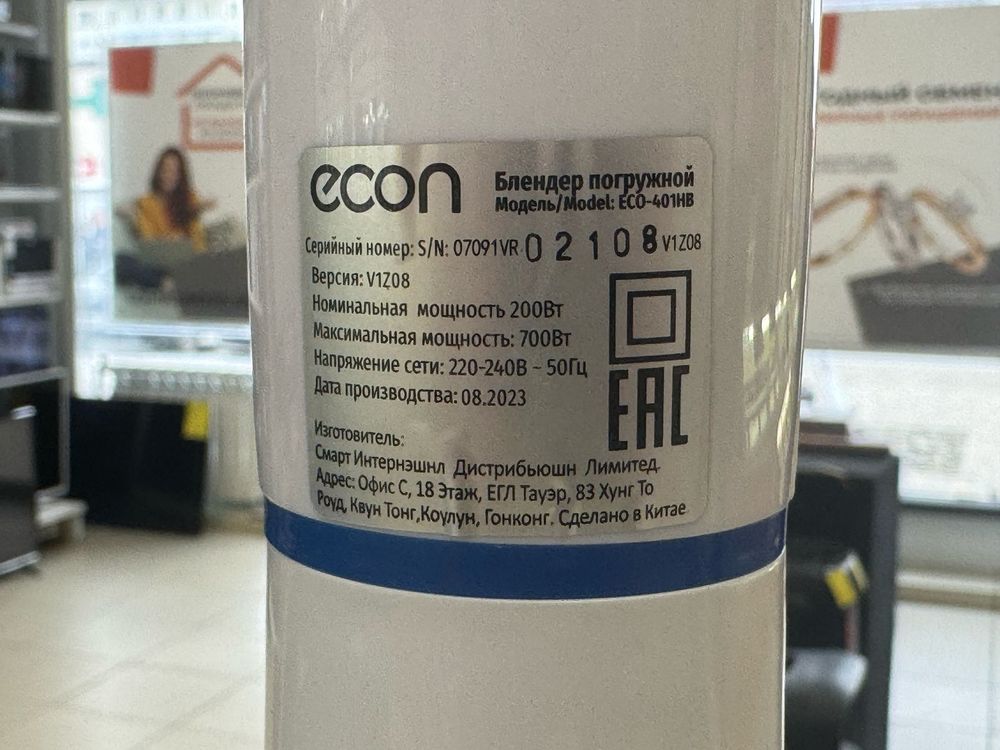 econ
Блендер погружной
Модель/Model: ECO-401HB
Серийный номер: S/N: 07091VR 02108 V1Z08
Версия: V1Z08
Номинальная мощность 200Вт
Максимальная мощность: 700Вт
Напряжение сети: 220-240В ~ 50Гц
Дата производства: 08.2023
EAC
Изготовитель:
Смарт Интернэшнл Дистрибьюшн Лимитед
Адрес: Офис С, 18 Этаж, ЕГЛ Тауэр, 83 Хунг То
Роуд, Квун Тонг,Коулун, Гонконг. Сделано в Китае